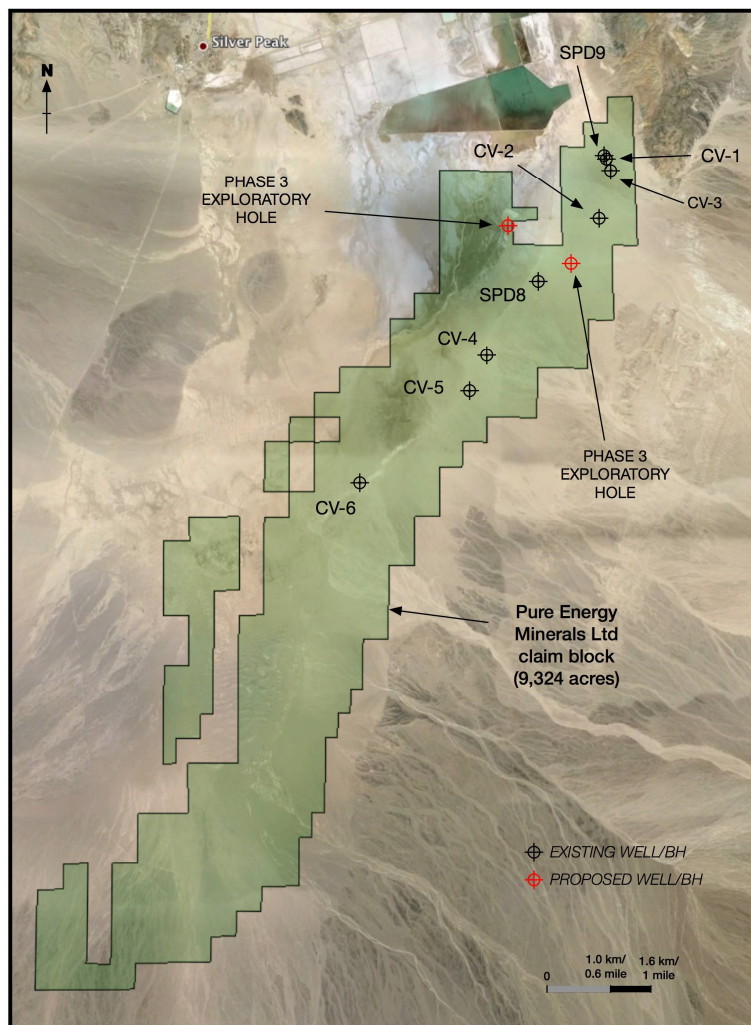 Silver Peak
N
SPD9
CV-2
CV-1
CV-3
PHASE 3
EXPLORATORY
HOLE
SPD8
CV-4
CV-5
PHASE 3
EXPLORATORY
HOLE
CV-6
Pure Energy
Minerals Ltd
claim block
(9,324 acres)
EXISTING WELL/BH
PROPOSED WELL/BH
0
1.0 km/
0.6 mile
1.6 km/
1 mile